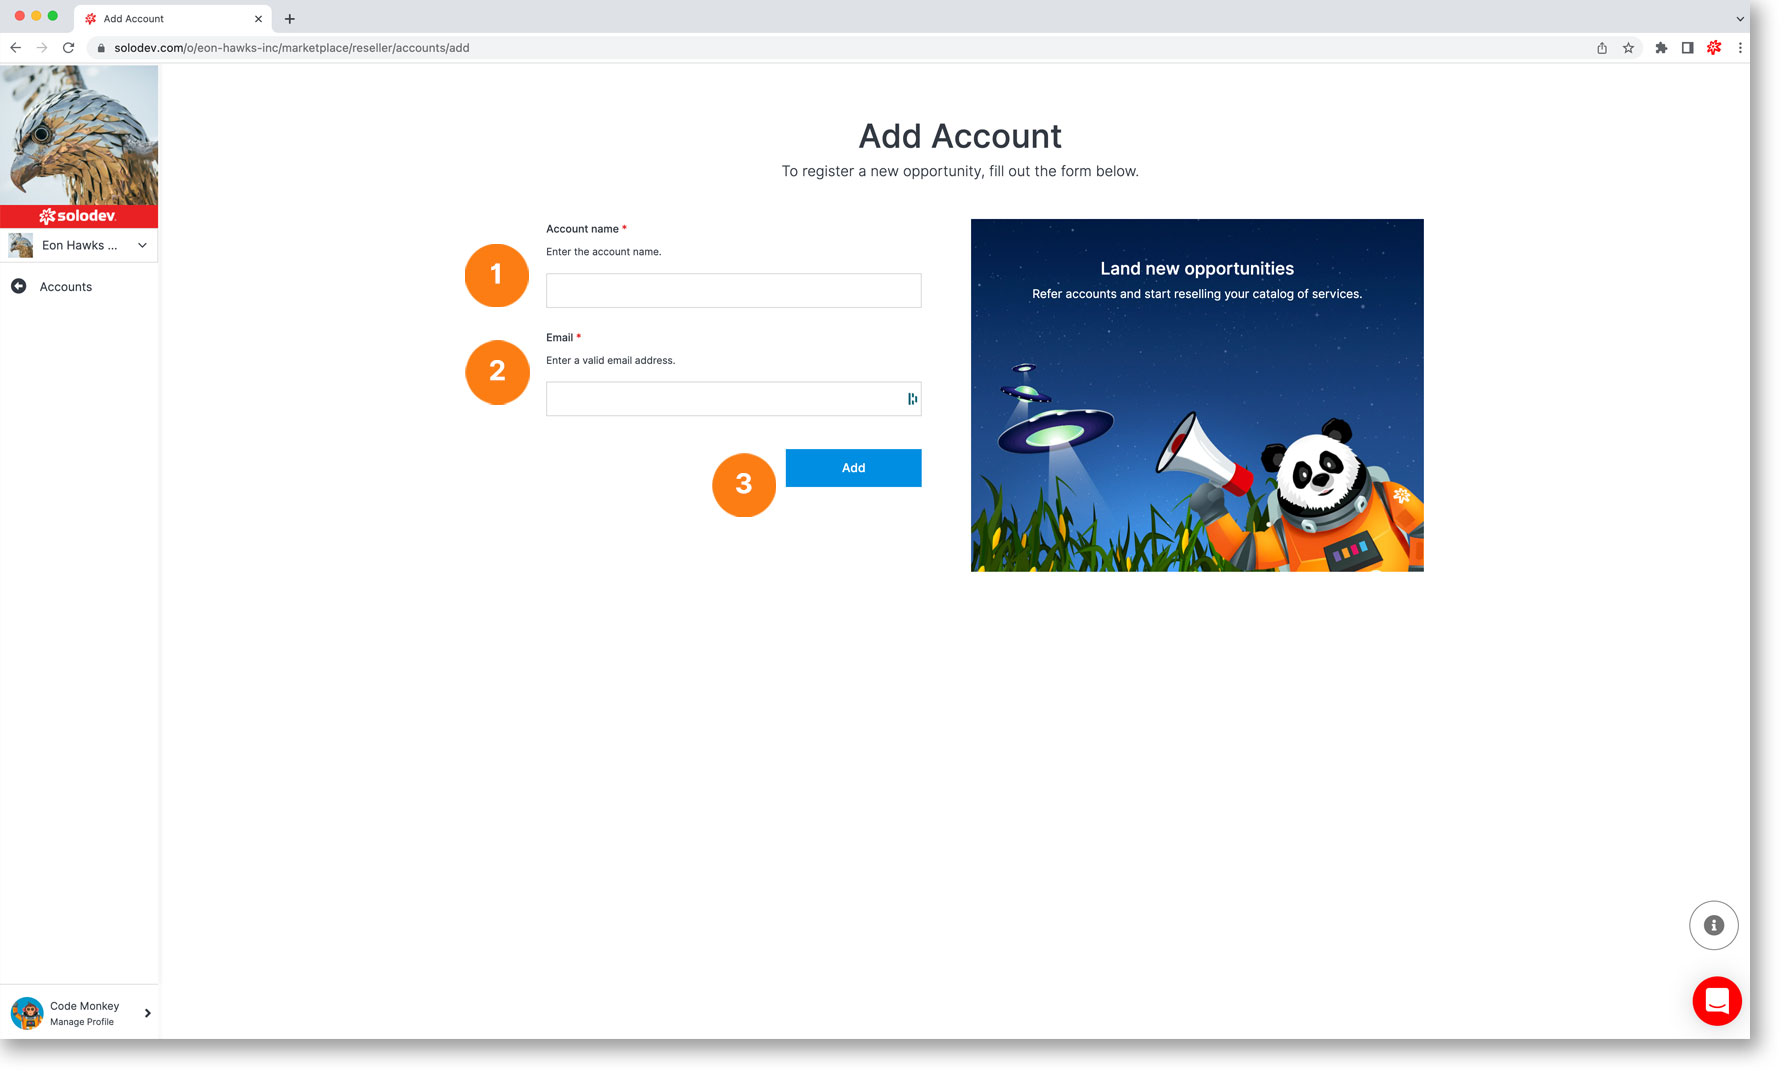 Add Account
solodev.com/o/eon-hawks-inc/marketplace/reseller/accounts/add
solodev
Eon Hawks ...
Accounts
Add Account
To register a new opportunity, fill out the form below.
Account name *
Enter the account name.
1
Email *
Enter a valid email address.
2
3
Add
Land new opportunities
Refer accounts and start reselling your catalog of services.
Code Monkey
Manage Profile